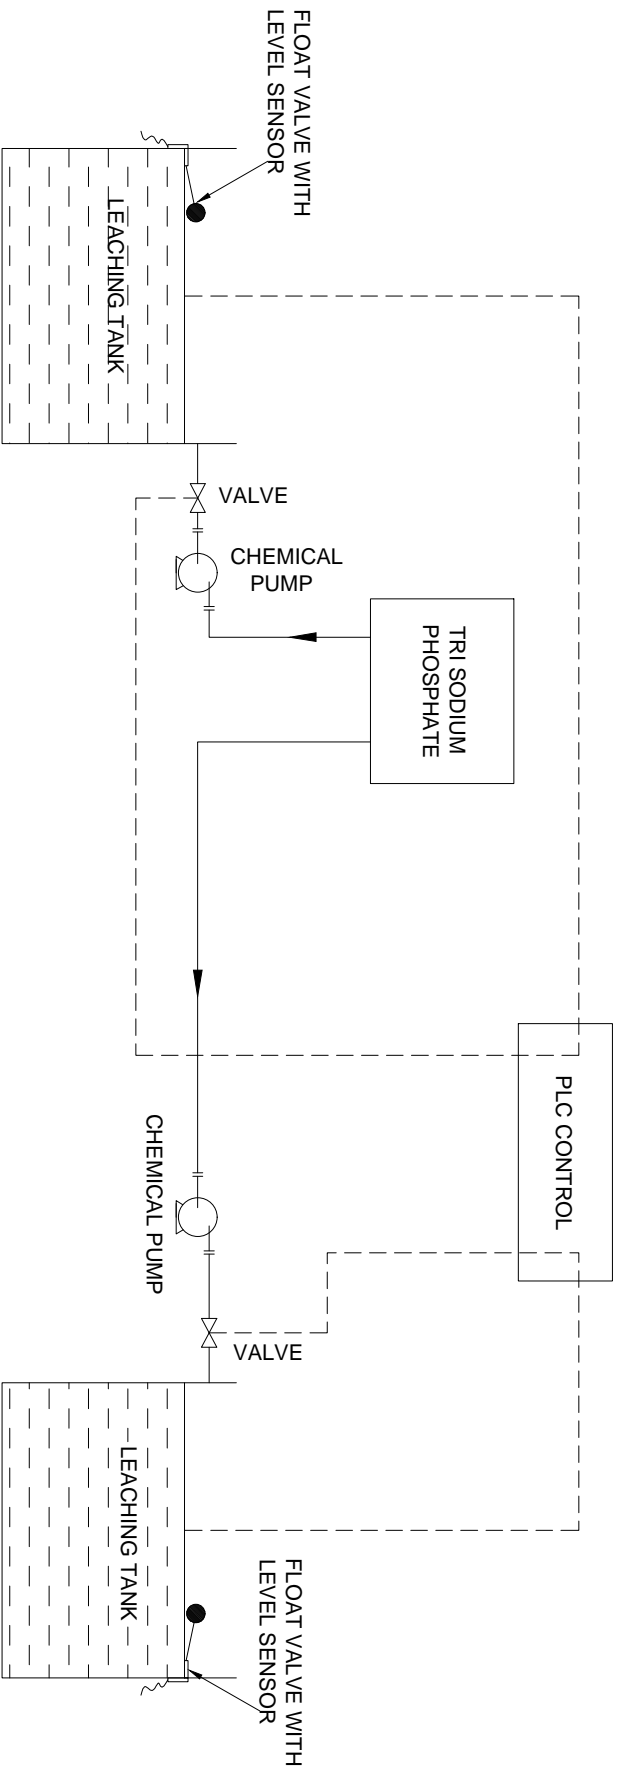 FLOAT VALVE WITH
LEVEL SENSOR
LEACHING TANK
VALVE
CHEMICAL
PUMP
TRI SODIUM
PHOSPHATE
PLC CONTROL
CHEMICAL PUMP
VALVE
LEACHING TANK
FLOAT VALVE WITH
LEVEL SENSOR